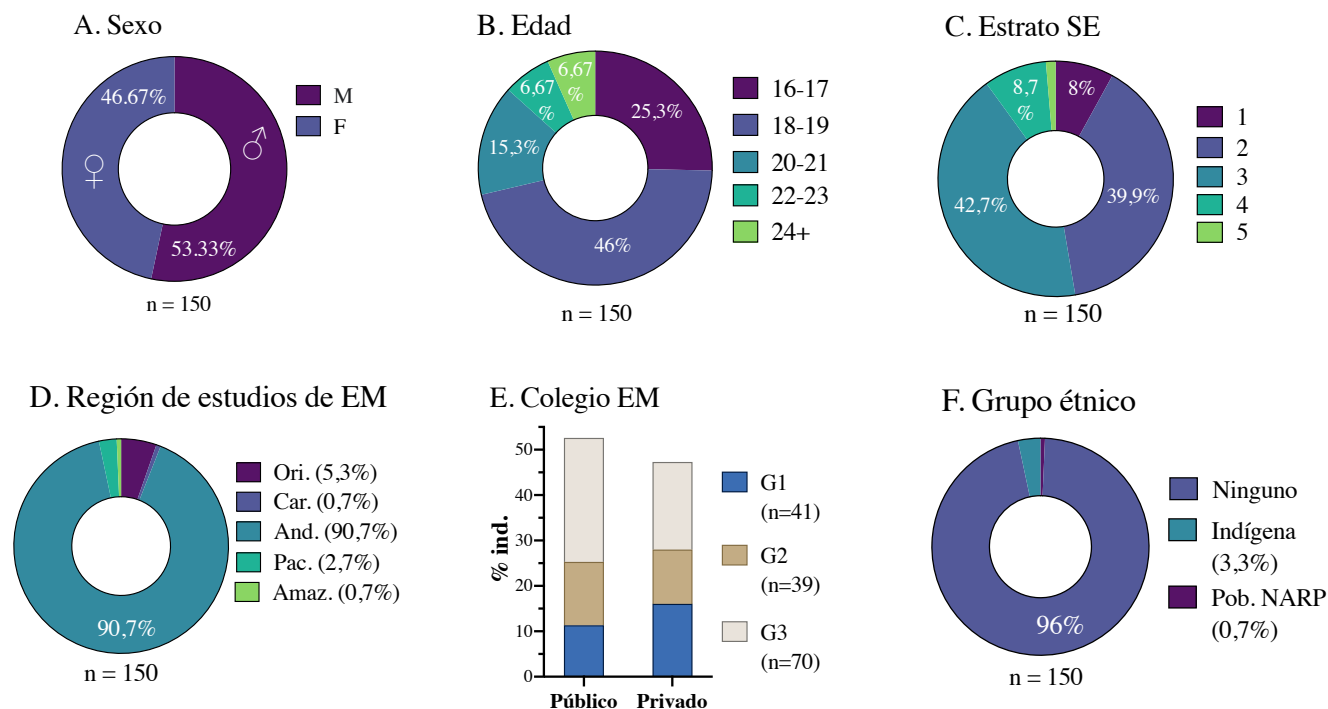 A. Sexo
46.67%
♂
♀
53.33%
M
F
n = 150
B. Edad
6,67
%
6,67
%
25,3%
15,3%
46%
16-17
18-19
20-21
22-23
24+
n = 150
C. Estrato SE
8,7
%
8%
42,7%
39,9%
1
2
3
4
5
n = 150
D. Región de estudios de EM
90,7%
Ori. (5,3%)
Car. (0,7%)
And. (90,7%)
Pac. (2,7%)
Amaz. (0,7%)
n = 150
E. Colegio EM
% ind.
50
40
30
20
10
0
Público Privado
G1
(n=41)
G2
(n=39)
G3
(n=70)
F. Grupo étnico
96%
Ninguno
Indígena
(3,3%)
Pob. NARP
(0,7%)
n = 150